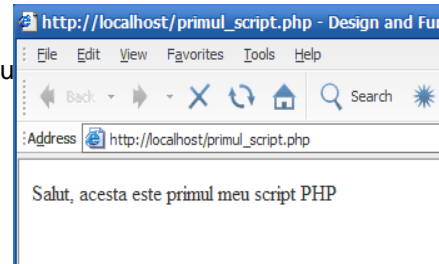 http://localhost/primul_script.php - Design and Fu
File Edit View Favorites Tools Help
u
Back Search
Address http://localhost/primul_script.php
Salut, acesta este primul meu script PHP